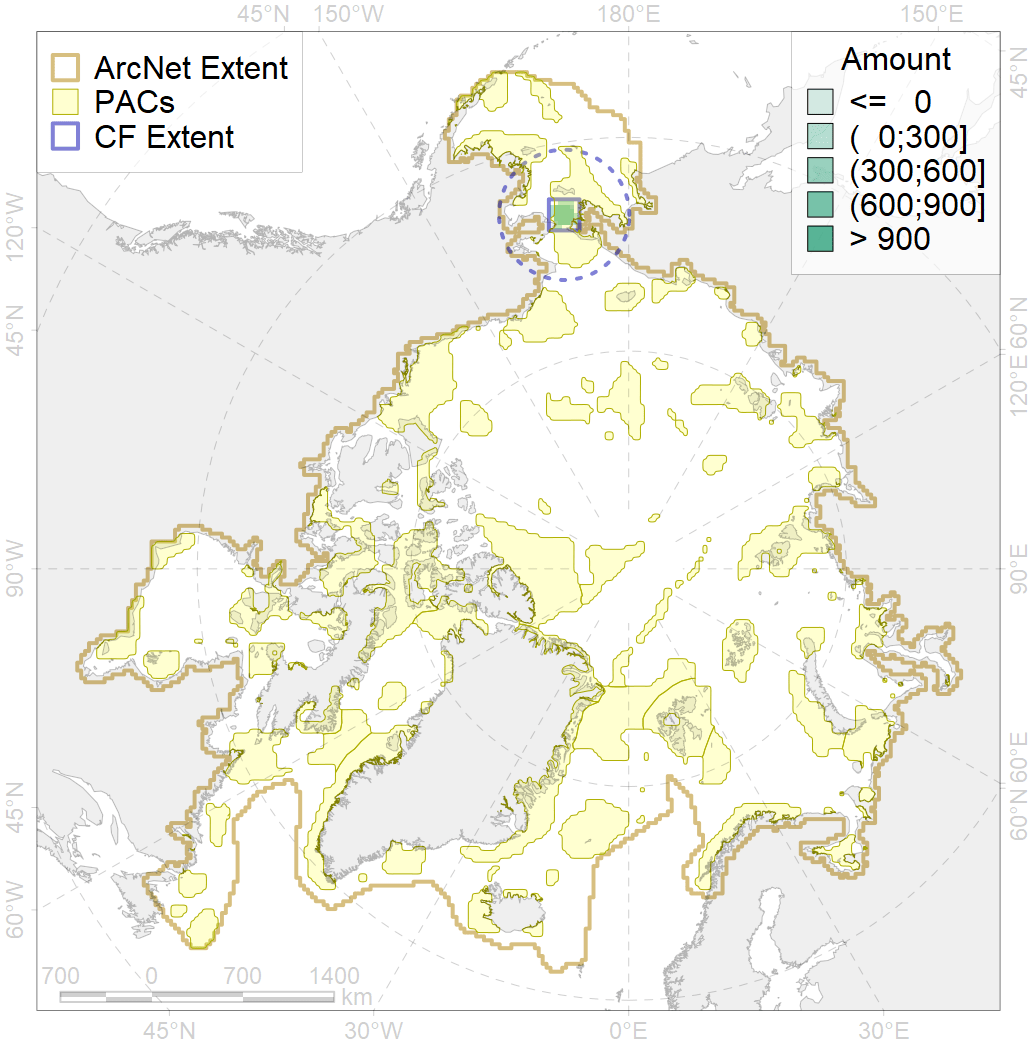 45°N 150°W 180°E 150°E
ArcNet Extent
PACs
CF Extent
Amount
<= 0
( 0;300]
(300;600]
(600;900]
> 900
45°N
120°W
45°N
90°W
45°N
60°W
60°N
120°E
90°E
60°E
60°N
700 0 700 1400
km
45°W 30°W 0°E 30°E